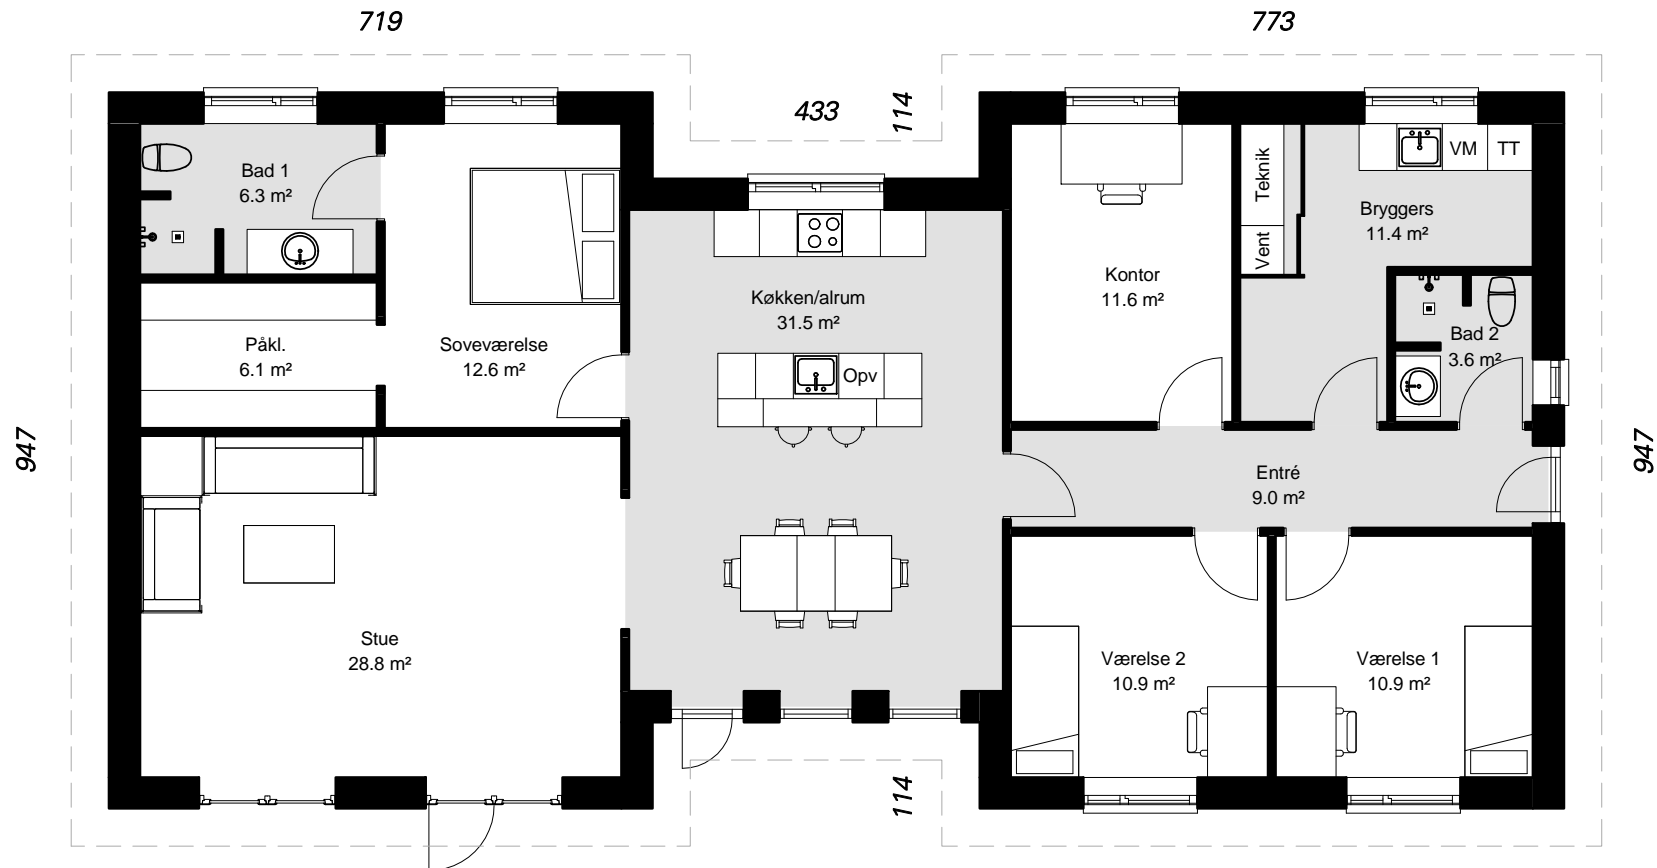 719
773
433
114
Bad 1
6.3 m²
Teknik
Vent
VM
TT
Bryggers
11.4 m²
Kontor
11.6 m²
Køkken/alrum
31.5 m²
Påkl.
6.1 m²
Soveværelse
12.6 m²
Opv
Bad 2
3.6 m²
947
947
Entré
9.0 m²
Stue
28.8 m²
Værelse 2
10.9 m²
Værelse 1
10.9 m²
114